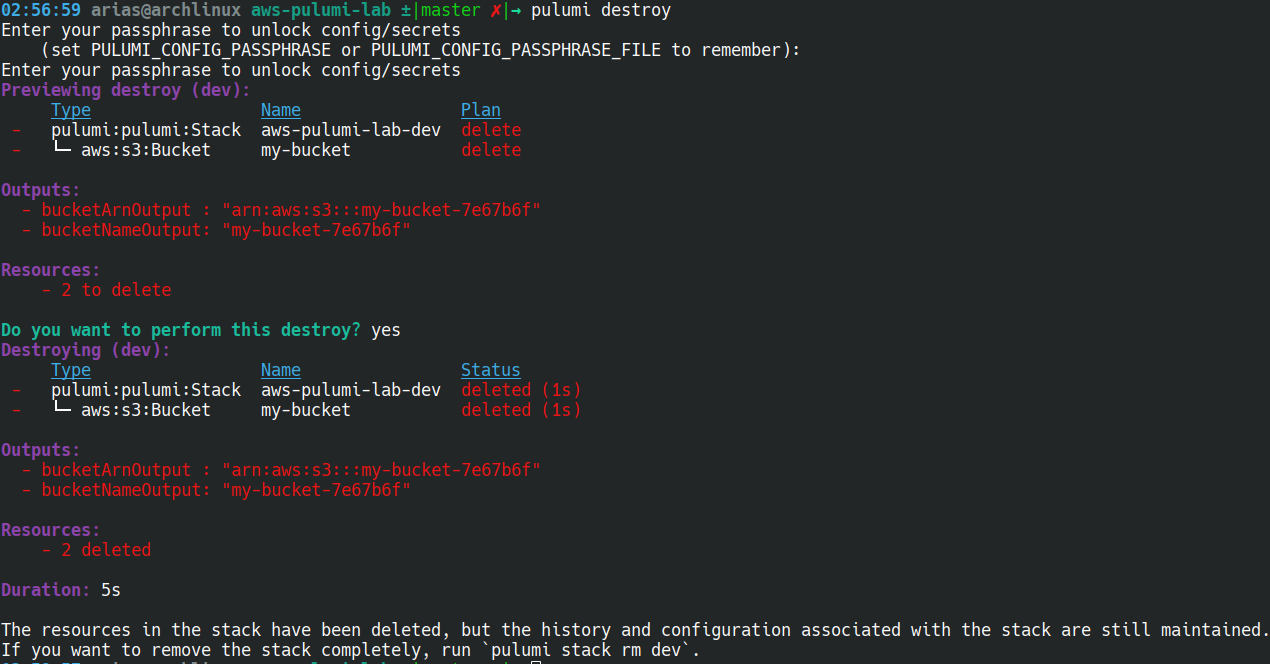 02:56:59 arias@archlinux aws-pulumi-lab ±|master ✗|→ pulumi destroy
Enter your passphrase to unlock config/secrets
    (set PULUMI_CONFIG_PASSPHRASE or PULUMI_CONFIG_PASSPHRASE_FILE to remember):
Enter your passphrase to unlock config/secrets
Previewing destroy (dev):
     Type                 Name                Plan
 -   pulumi:pulumi:Stack  aws-pulumi-lab-dev  delete
 -   └─ aws:s3:Bucket     my-bucket           delete

Outputs:
  - bucketArnOutput : "arn:aws:s3:::my-bucket-7e67b6f"
  - bucketNameOutput: "my-bucket-7e67b6f"

Resources:
    - 2 to delete

Do you want to perform this destroy? yes
Destroying (dev):
     Type                 Name                Status
 -   pulumi:pulumi:Stack  aws-pulumi-lab-dev  deleted (1s)
 -   └─ aws:s3:Bucket     my-bucket           deleted (1s)

Outputs:
  - bucketArnOutput : "arn:aws:s3:::my-bucket-7e67b6f"
  - bucketNameOutput: "my-bucket-7e67b6f"

Resources:
    - 2 deleted

Duration: 5s

The resources in the stack have been deleted, but the history and configuration associated with the stack are still maintained.
If you want to remove the stack completely, run `pulumi stack rm dev`.